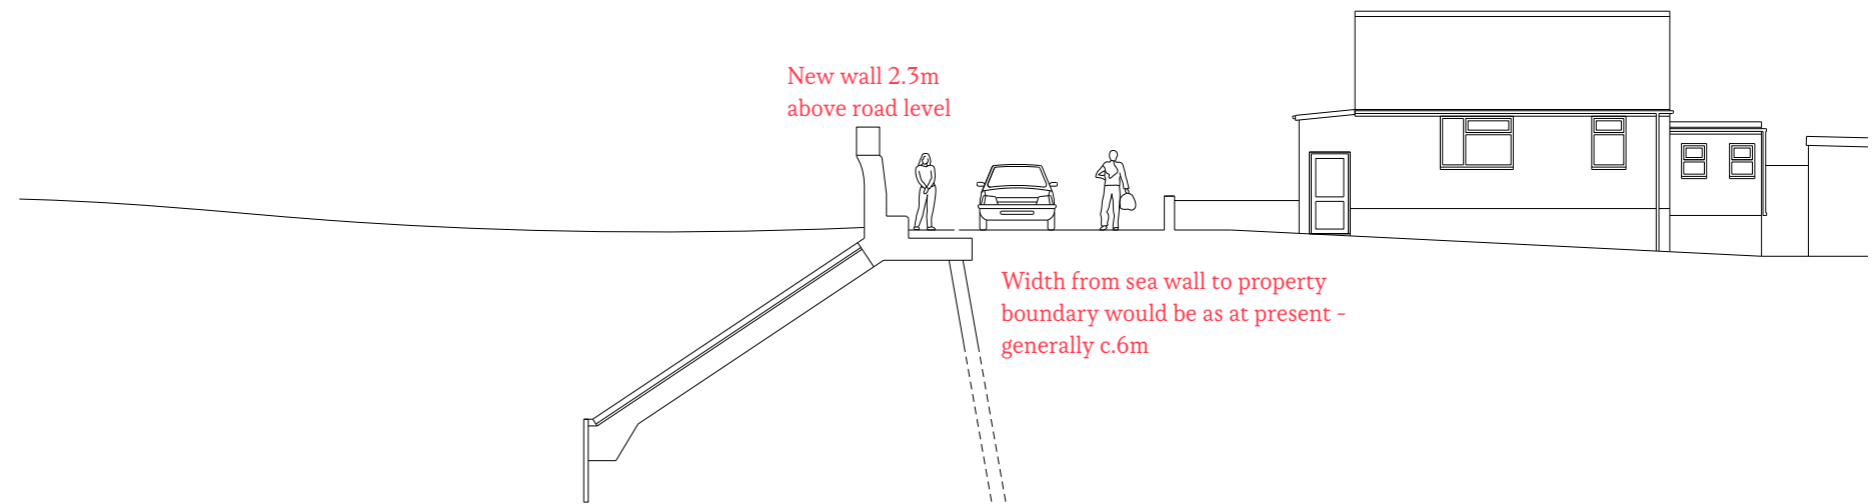 New wall 2.3m
above road level
Width from sea wall to property
boundary would be as at present -
generally c.6m